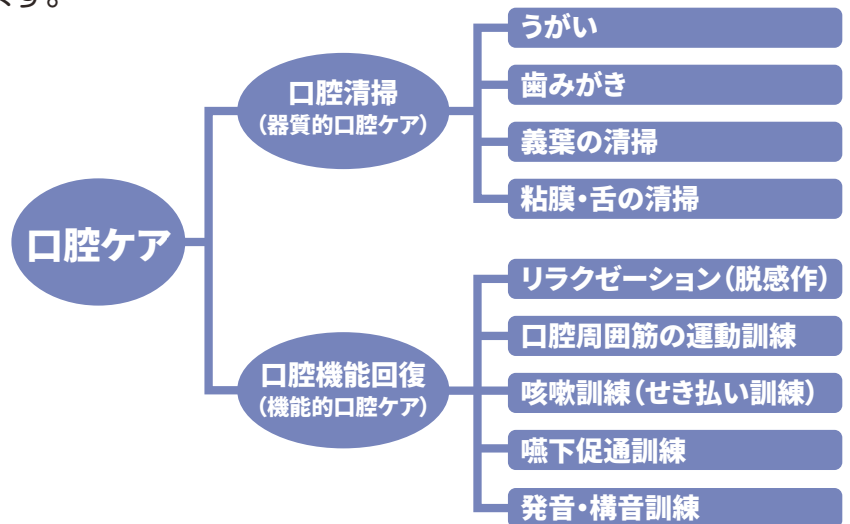 ます。
口腔ケア
口腔清掃
（器質的口腔ケア）
うがい
歯みがき
義葉の清掃
粘膜・舌の清掃
口腔機能回復
（機能的口腔ケア）
リラクゼーション（脱感作）
口腔周囲筋の運動訓練
咳嗽訓練（せき払い訓練）
嚥下促通訓練
発音・構音訓練